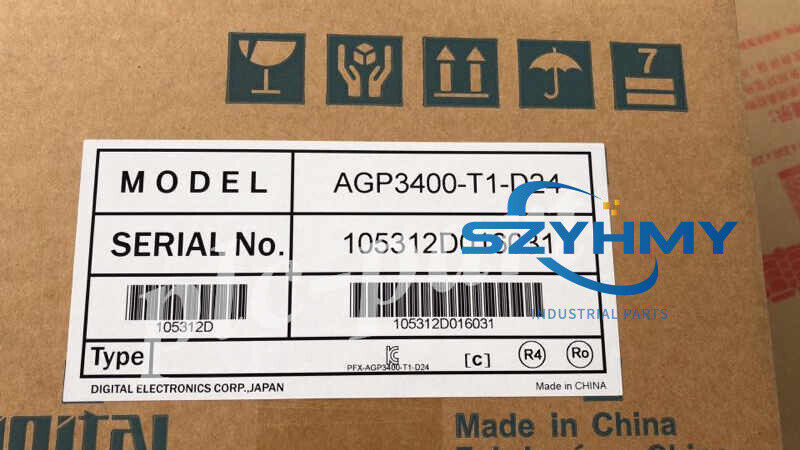 7
MODEL
AGP3400-T1-D24
SERIAL No.
105312D016031
SZYHMY
INDUSTRIAL PARTS
105312D
105312D016031
Type
PFX-AGP3400-T1-D24
[c]
R4
Ro
DIGITAL ELECTRONICS CORP.,JAPAN
Made in CHINA
Made in China